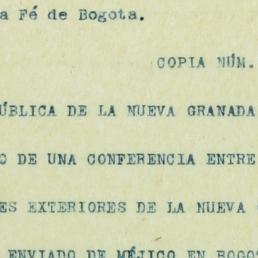 a Fé de Bogota.
COPIA NÚM.
ÚBLICA DE LA NUEVA GRANADA
O DE UNA CONFERENCIA ENTRE
ES EXTERIORES DE LA NUEVA
ENVIADO DE MÉJICO EN BOGOT